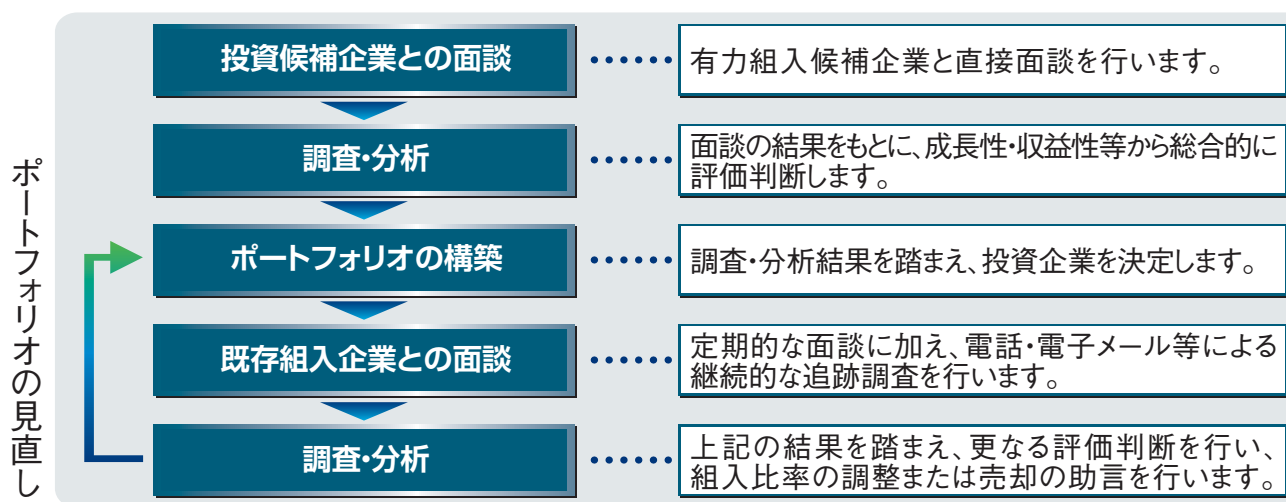 投資候補企業との面談
有力組入候補企業と直接面談を行います。
調査・分析
面談の結果をもとに、成長性・収益性等から総合的に
評価判断します。
ポートフォリオの構築
調査・分析結果を踏まえ、投資企業を決定します。
既存組入企業との面談
定期的な面談に加え、電話・電子メール等による
継続的な追跡調査を行います。
調査・分析
上記の結果を踏まえ、更なる評価判断を行い、
組入比率の調整または売却の助言を行います。
ポートフォリオの見直し